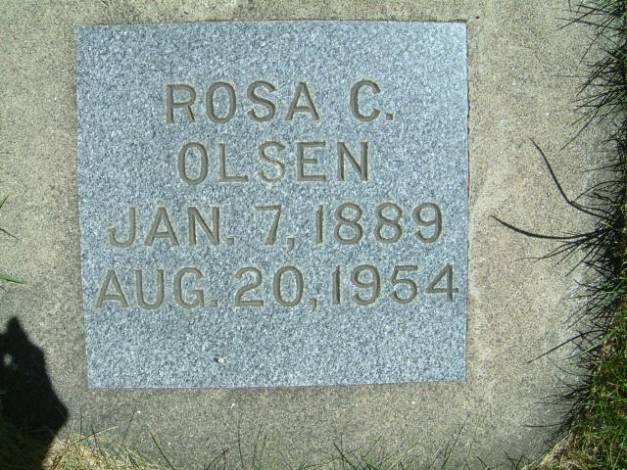 ROSA C.
OLSEN
JAN. 7, 1889
AUG. 20, 1954